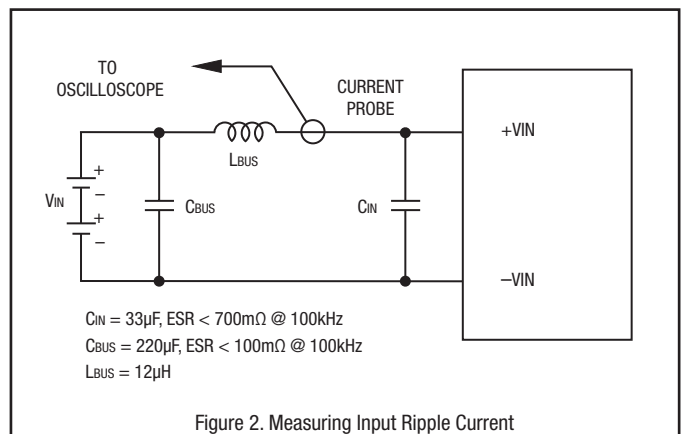 TO
OSCILLOSCOPE
CURRENT
PROBE
+VIN
LBUS
+
VIN
–
+
–
CBUS
CIN
–VIN
CIN = 33µF, ESR < 700mΩ @ 100kHz
CBUS = 220µF, ESR < 100mΩ @ 100kHz
LBUS = 12µH
Figure 2. Measuring Input Ripple Current